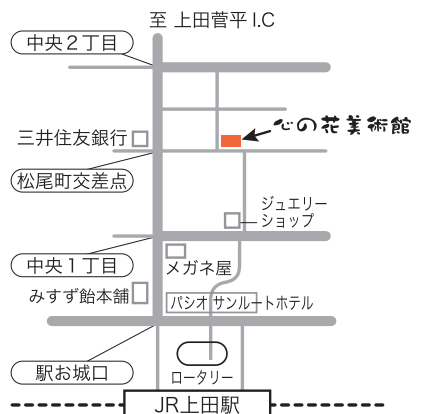 至 上田菅平 I.C
中央2丁目
心の花美術館
三井住友銀行
松尾町交差点
ジュエリー
ショップ
中央1丁目
メガネ屋
みすず飴本舗
パシオ サンルートホテル
駅お城口
ロータリー
JR上田駅